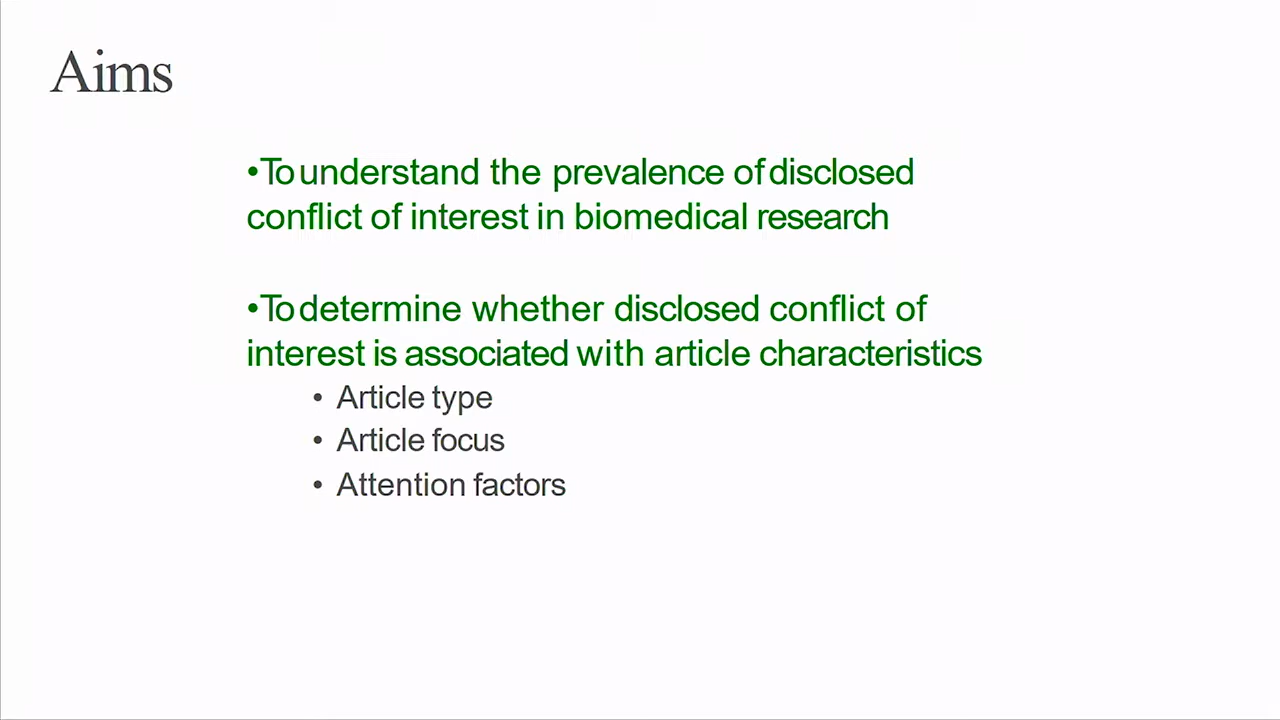 Aims
•To understand the prevalence of disclosed
conflict of interest in biomedical research
•To determine whether disclosed conflict of
interest is associated with article characteristics
• Article type
• Article focus
• Attention factors